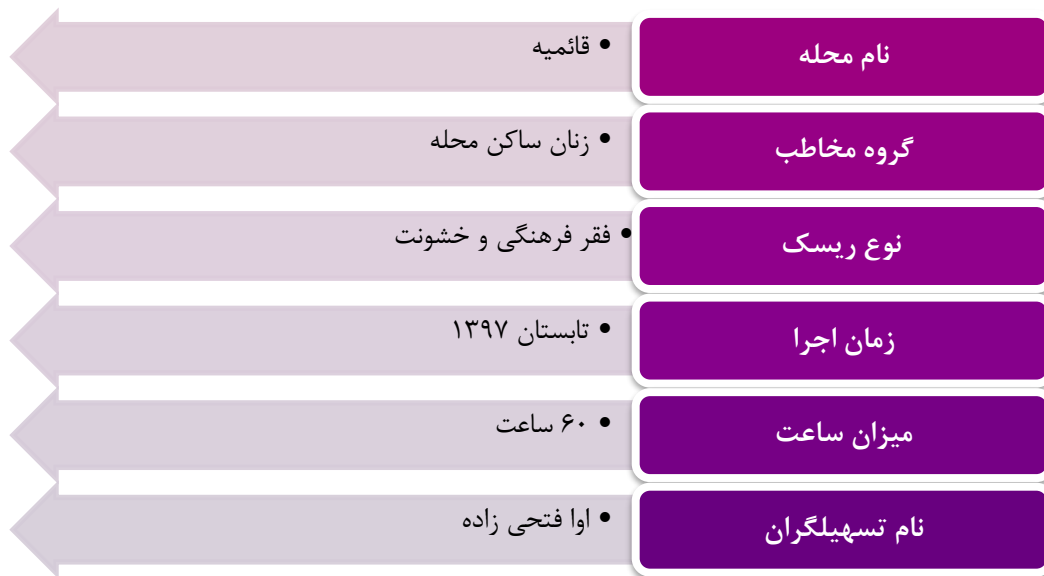 نام محله
• قائمیه
گروه مخاطب
• زنان ساکن محله
نوع ریسک
• فقر فرهنگی و خشونت
زمان اجرا
• تابستان ۱۳۹۷
میزان ساعت
• ۶۰ ساعت
نام تسهیلگران
• اوا فتحی زاده